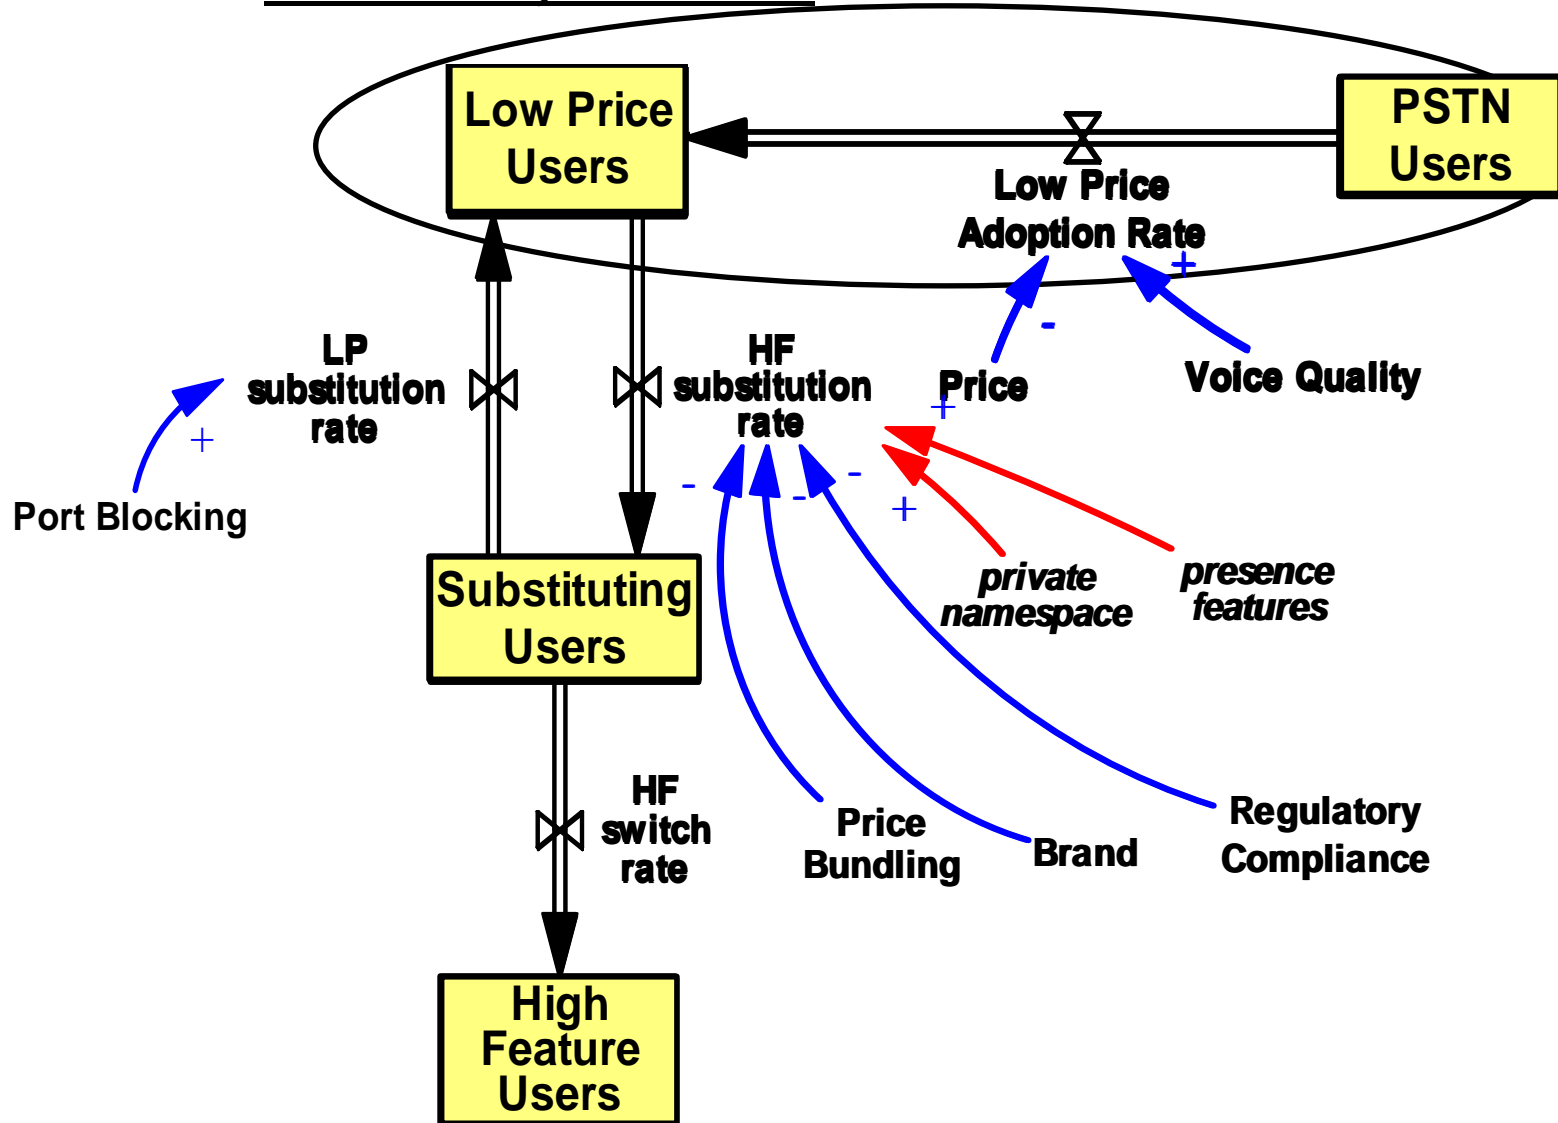 Low Price
Users
PSTN
Users
Low Price
Adoption Rate
+
-
LP
substitution
rate
HF
substitution
rate
Price
Voice Quality
+
+
-
-
-
+
Port Blocking
private
namespace
presence
features
Substituting
Users
HF
switch
rate
Price
Bundling
Brand
Regulatory
Compliance
High
Feature
Users